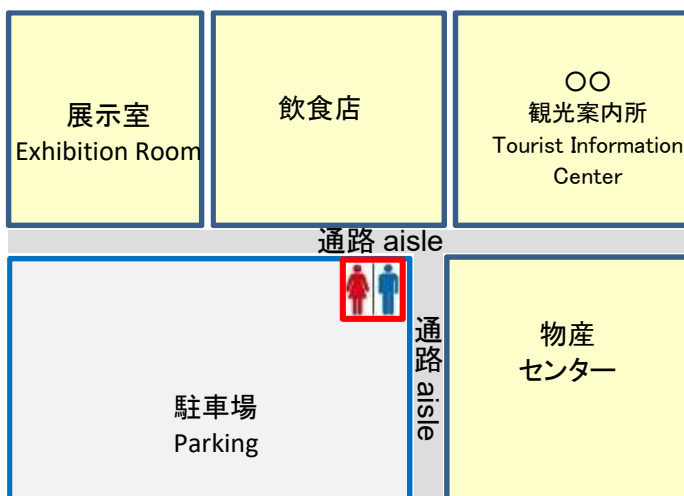 展示室
Exhibition Room
飲食店
〇〇
観光案内所
Tourist Information
Center
通路 aisle
駐車場
Parking
通路 aisle
物産
センター